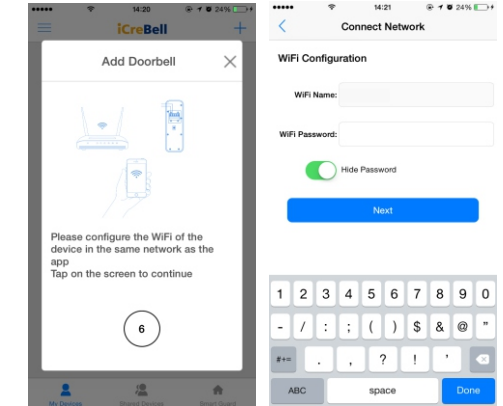 14:20
24%
iCreBell
Add Doorbell
Please configure the WiFi of the
device in the same network as the
app
Tap on the screen to continue
6
My Devices
Shared Devices
Smart Guard
14:21
24%
Connect Network
WiFi Configuration
WiFi Name:
WiFi Password:
Hide Password
Next
1 2 3 4 5 6 7 8 9 0
- / : ; ( ) $ & @ "
#+= . , ? ! '
ABC space Done